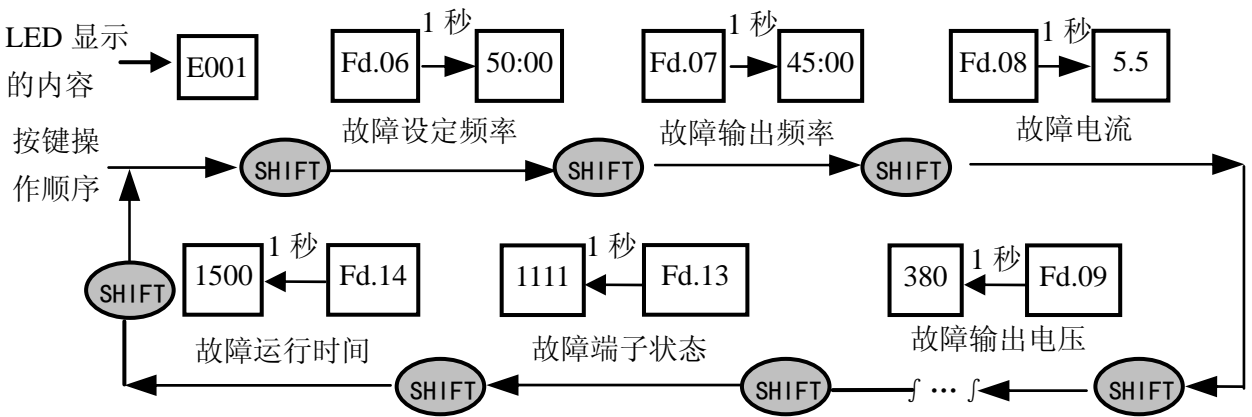 LED 显示
的内容
E001
Fd.06
1 秒
50:00
故障设定频率
Fd.07
1 秒
45:00
故障输出频率
Fd.08
1 秒
5.5
故障电流
按键操
作顺序
SHIFT
SHIFT
SHIFT
SHIFT
1500
1 秒
Fd.14
故障运行时间
1111
1 秒
Fd.13
故障端子状态
380
1 秒
Fd.09
故障输出电压
SHIFT
SHIFT
∫ … ∫
SHIFT